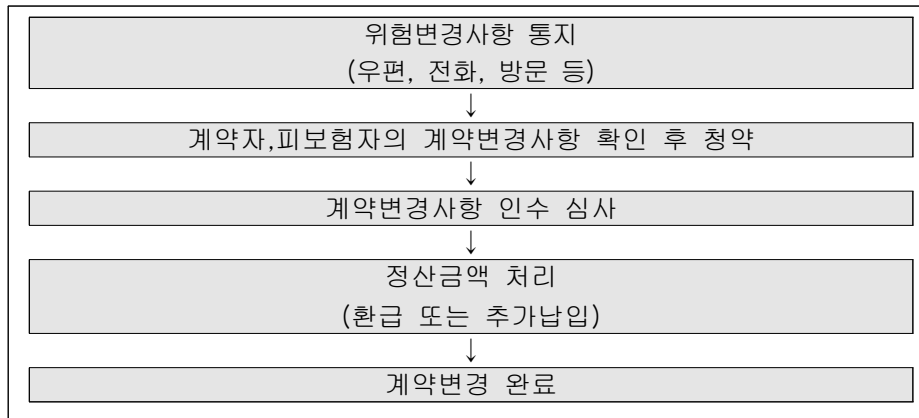 위험변경사항 통지
(우편, 전화, 방문 등)
↓
계약자,피보험자의 계약변경사항 확인 후 청약
↓
계약변경사항 인수 심사
↓
정산금액 처리
(환급 또는 추가납입)
↓
계약변경 완료